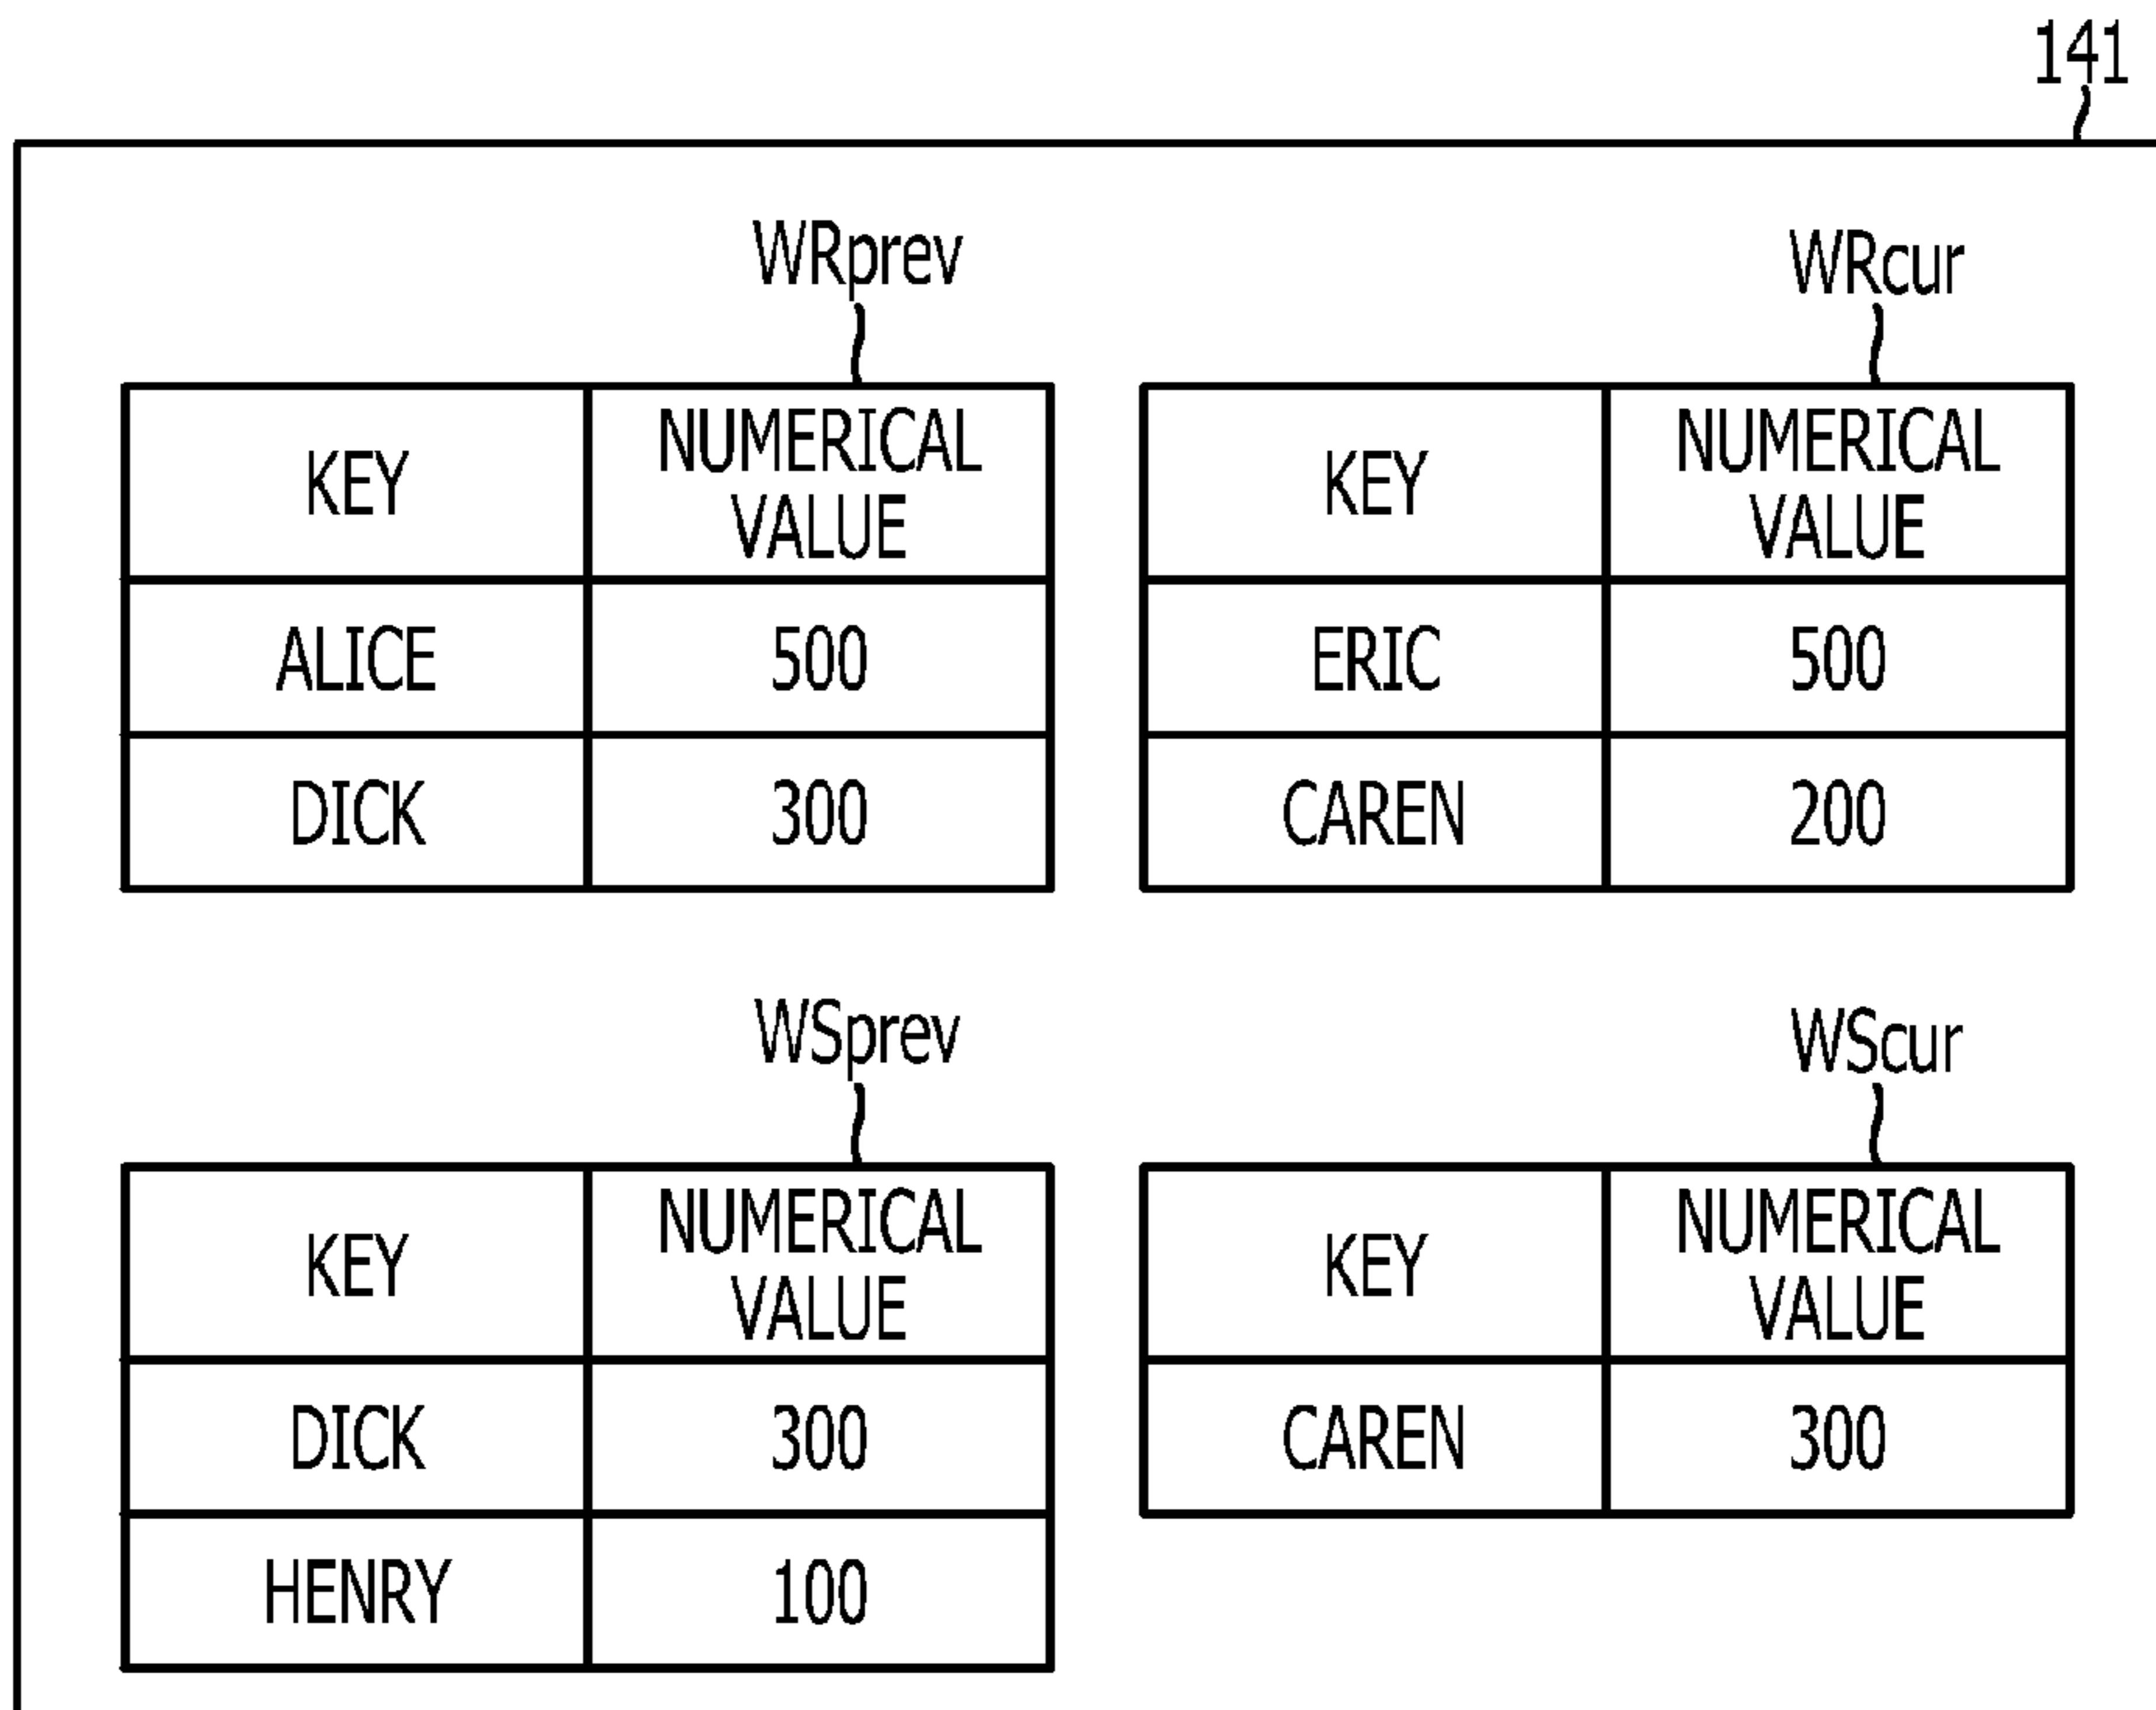 141
WRprev
WRcur
KEY
NUMERICAL
VALUE
KEY
NUMERICAL
VALUE
ALICE
500
ERIC
500
DICK
300
CAREN
200
WSprev
WScur
KEY
NUMERICAL
VALUE
KEY
NUMERICAL
VALUE
DICK
300
CAREN
300
HENRY
100